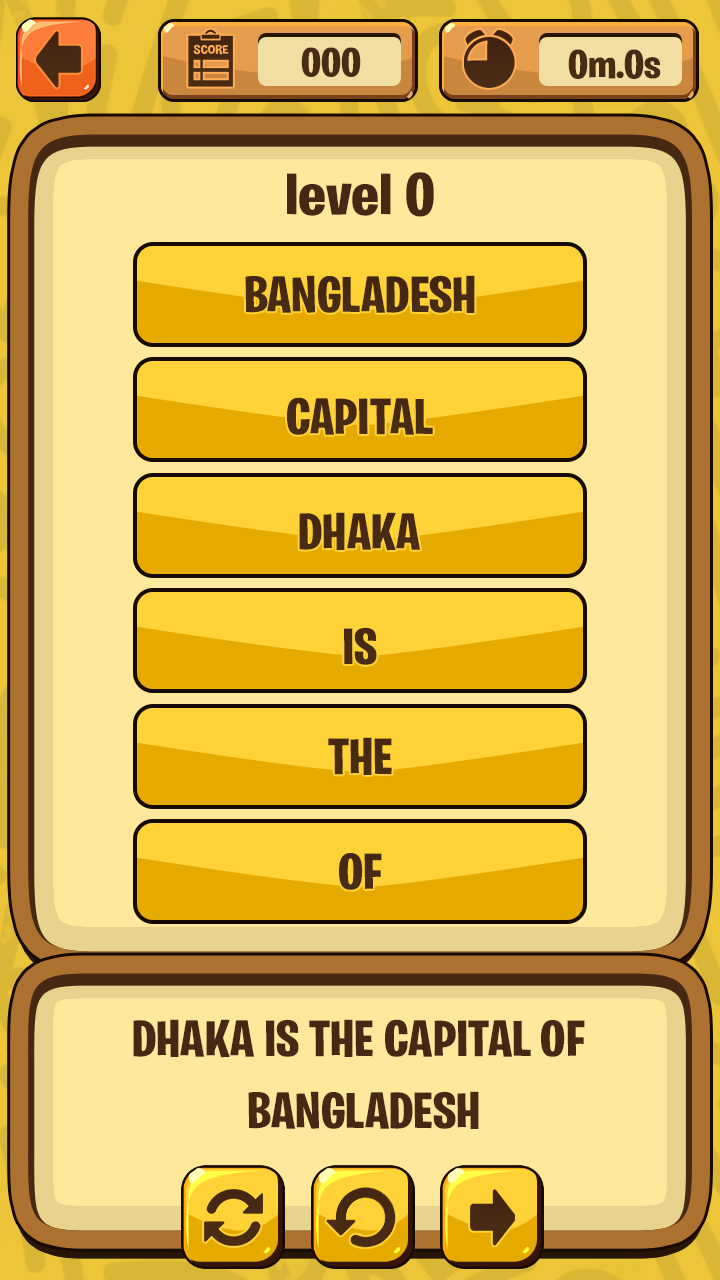 SCORE
000
0m.0s
level 0
BANGLADESH
CAPITAL
DHAKA
IS
THE
OF
DHAKA IS THE CAPITAL OF
BANGLADESH